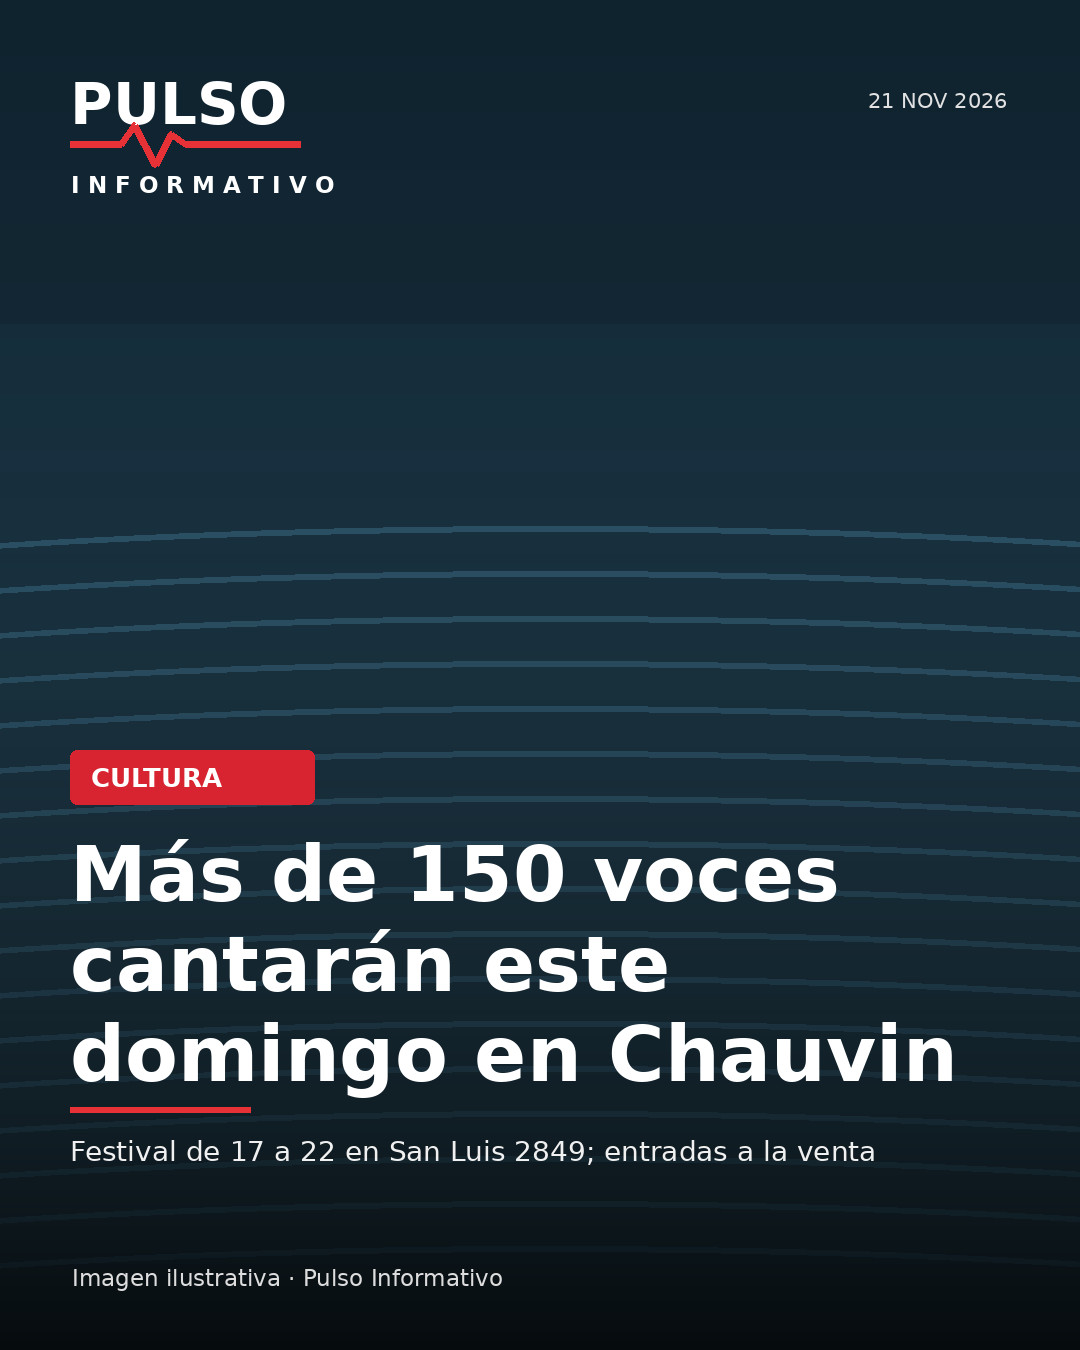 PULSO
INFORMATIVO
21 NOV 2026
CULTURA
Más de 150 voces
cantarán este
domingo en Chauvin
Festival de 17 a 22 en San Luis 2849; entradas a la venta
Imagen ilustrativa · Pulso Informativo